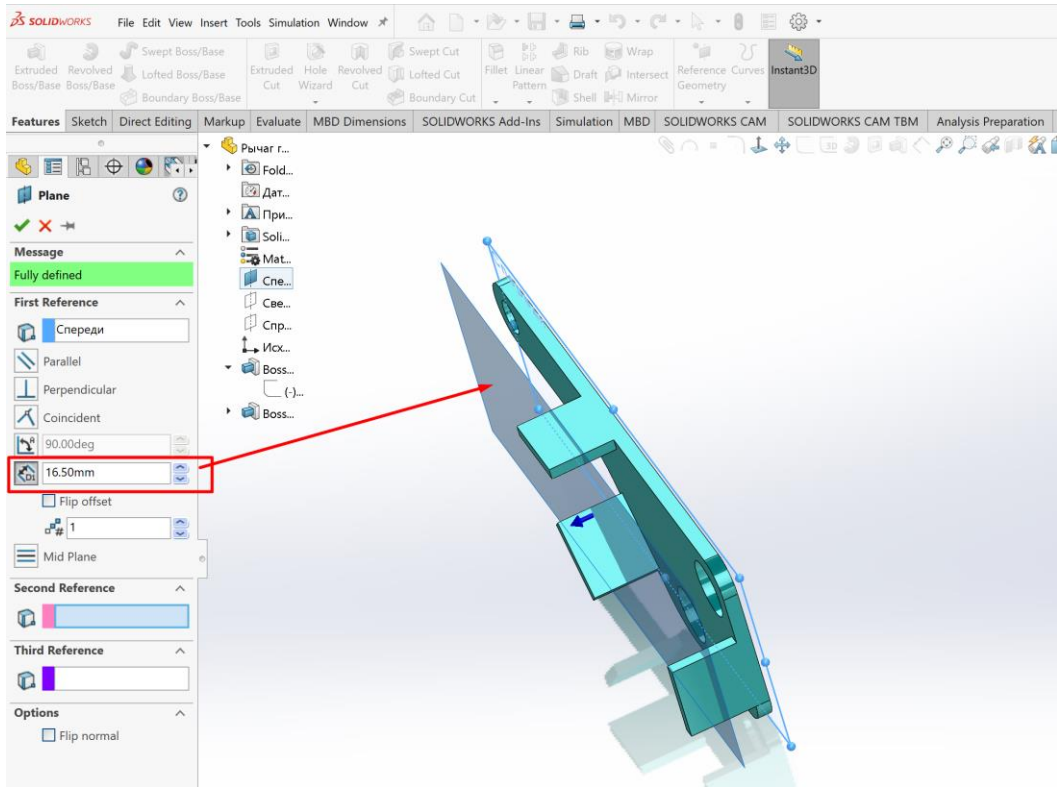 SOLIDWORKS File Edit View Insert Tools Simulation Window
Extruded Boss/Base Revolved Boss/Base Swept Boss/Base Lofted Boss/Base Boundary Boss/Base Extruded Cut Hole Wizard Revolved Cut Swept Cut Lofted Cut Boundary Cut Fillet Linear Pattern Rib Draft Shell Wrap Intersect Mirror Reference Geometry Curves Instant3D
Features Sketch Direct Editing Markup Evaluate MBD Dimensions SOLIDWORKS Add-Ins Simulation MBD SOLIDWORKS CAM SOLIDWORKS CAM TBM Analysis Preparation
Plane
Message
Fully defined
First Reference
Спереди
Parallel
Perpendicular
Coincident
90.00deg
16.50mm
Flip offset
1
Mid Plane
Second Reference
Third Reference
Options
Flip normal
Рычаг г...
Fold...
Дат...
При...
Soli...
Mat...
Спе...
Све...
Спр...
Исх...
Boss...
(-)...
Boss...